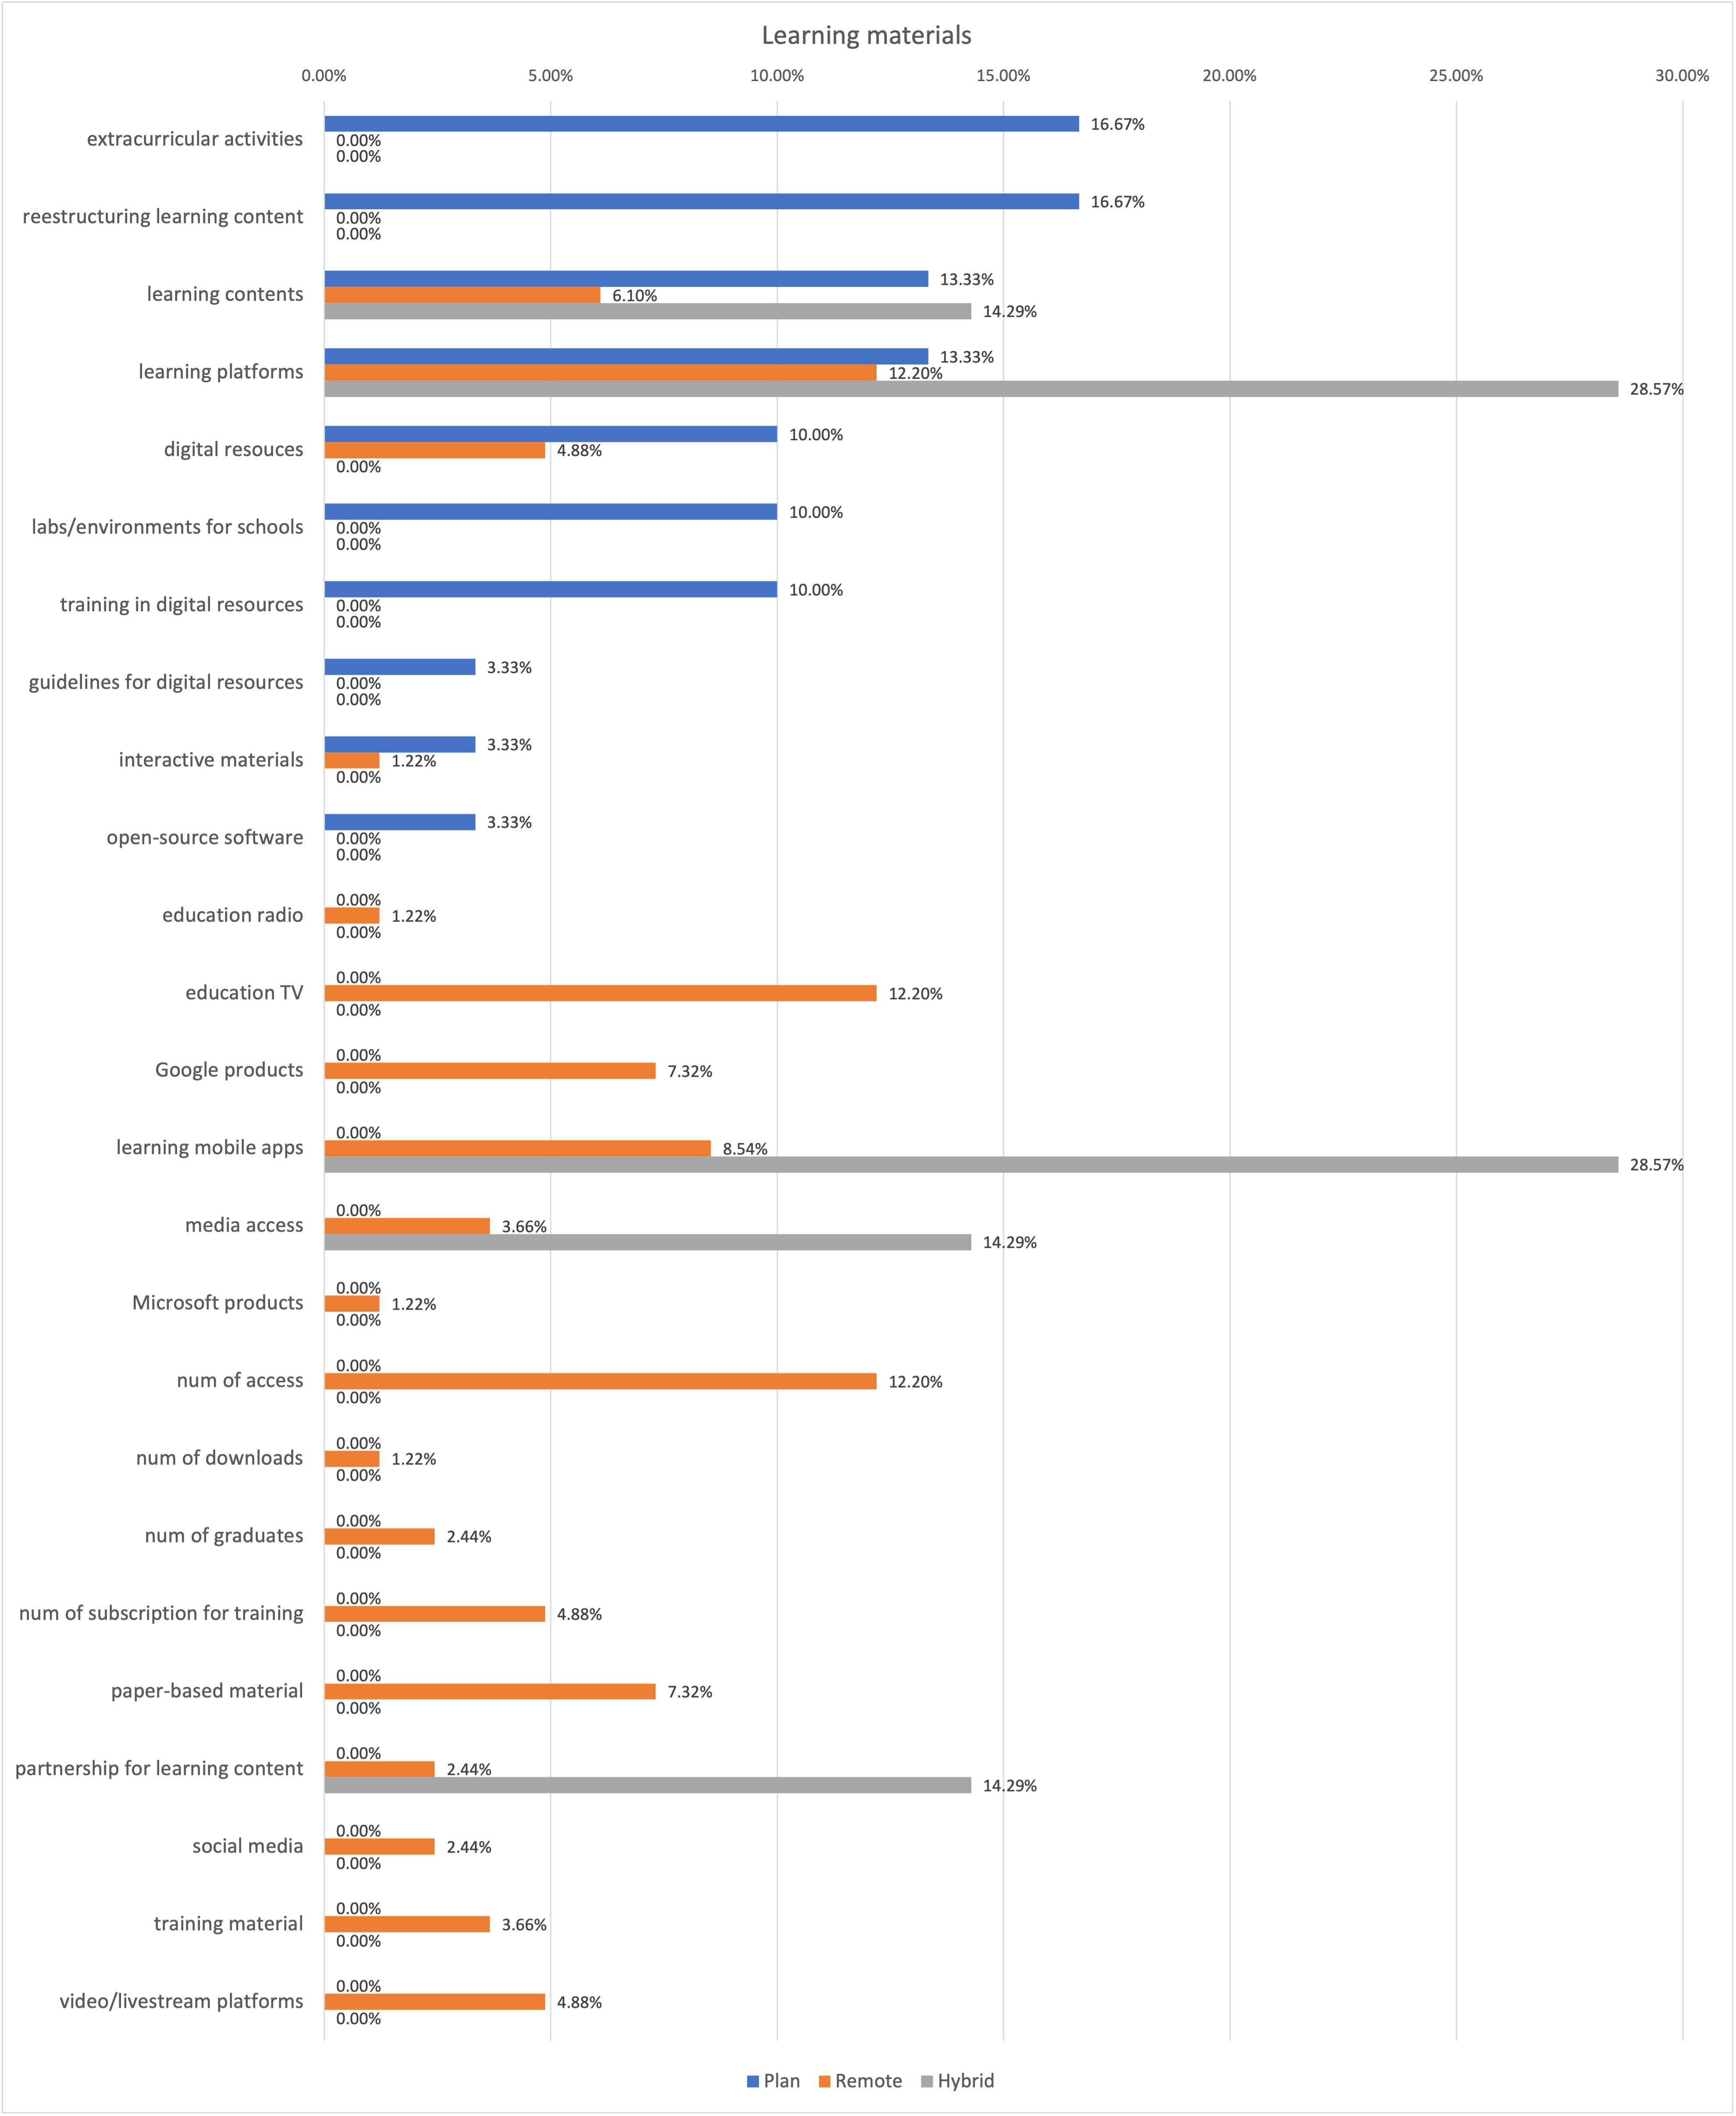 Learning materials
0.00% 5.00% 10.00% 15.00% 20.00% 25.00% 30.00%
extracurricular activities
16.67%
0.00%
0.00%
reestructuring learning content
16.67%
0.00%
0.00%
learning contents
13.33%
6.10%
14.29%
learning platforms
13.33%
12.20%
28.57%
digital resouces
10.00%
4.88%
0.00%
labs/environments for schools
10.00%
0.00%
0.00%
training in digital resources
10.00%
0.00%
0.00%
guidelines for digital resources
3.33%
0.00%
0.00%
interactive materials
3.33%
1.22%
0.00%
open-source software
3.33%
0.00%
0.00%
education radio
0.00%
1.22%
0.00%
education TV
0.00%
12.20%
0.00%
Google products
0.00%
7.32%
0.00%
learning mobile apps
0.00%
8.54%
28.57%
media access
0.00%
3.66%
14.29%
Microsoft products
0.00%
1.22%
0.00%
num of access
0.00%
12.20%
0.00%
num of downloads
0.00%
1.22%
0.00%
num of graduates
0.00%
2.44%
0.00%
num of subscription for training
0.00%
4.88%
0.00%
paper-based material
0.00%
7.32%
0.00%
partnership for learning content
0.00%
2.44%
14.29%
social media
0.00%
2.44%
0.00%
training material
0.00%
3.66%
0.00%
video/livestream platforms
0.00%
4.88%
0.00%
Plan Remote Hybrid